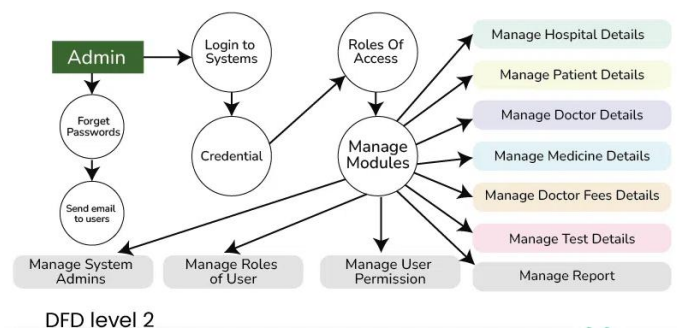 Admin
Login to
Systems
Roles Of
Access
Manage Hospital Details
Manage Patient Details
Forget
Passwords
Manage Doctor Details
Credential
Manage
Modules
Manage Medicine Details
Manage Doctor Fees Details
Send email
to users
Manage Test Details
Manage System
Admins
Manage Roles
of User
Manage User
Permission
Manage Report
DFD level 2